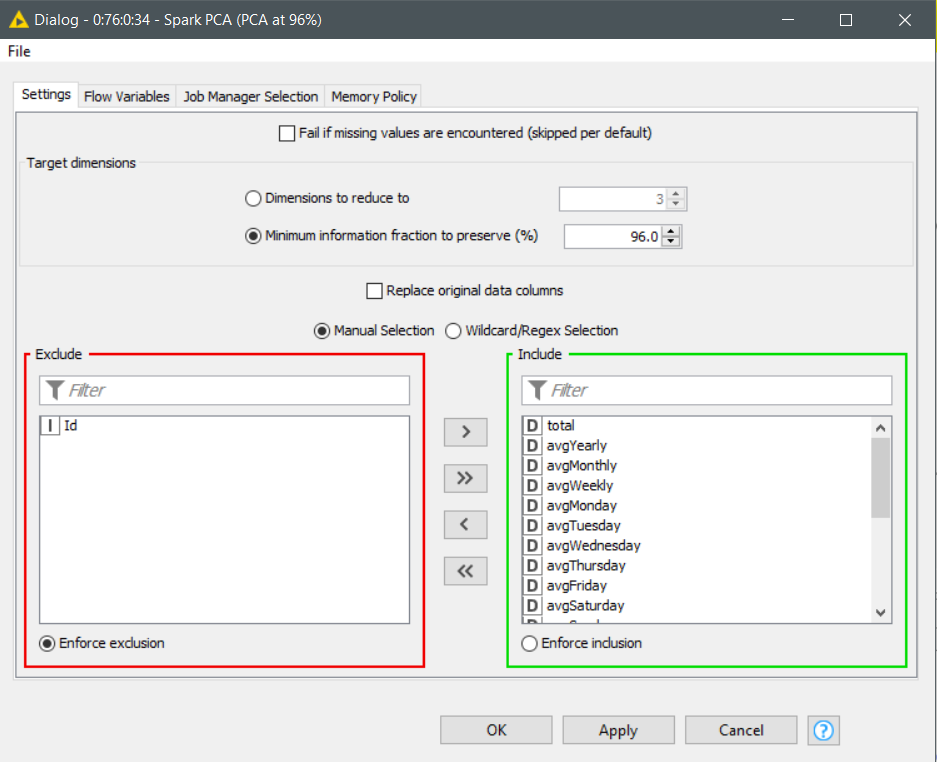 Dialog - 0:76:0:34 - Spark PCA (PCA at 96%)
File
Settings Flow Variables Job Manager Selection Memory Policy
Fail if missing values are encountered (skipped per default)
Target dimensions
Dimensions to reduce to 3
Minimum information fraction to preserve (%) 96.0
Replace original data columns
Manual Selection Wildcard/Regex Selection
Exclude
Filter
I Id
Enforce exclusion
>
>>
<
<<
Include
Filter
D total
D avgYearly
D avgMonthly
D avgWeekly
D avgMonday
D avgTuesday
D avgWednesday
D avgThursday
D avgFriday
D avgSaturday
Enforce inclusion
OK Apply Cancel ?